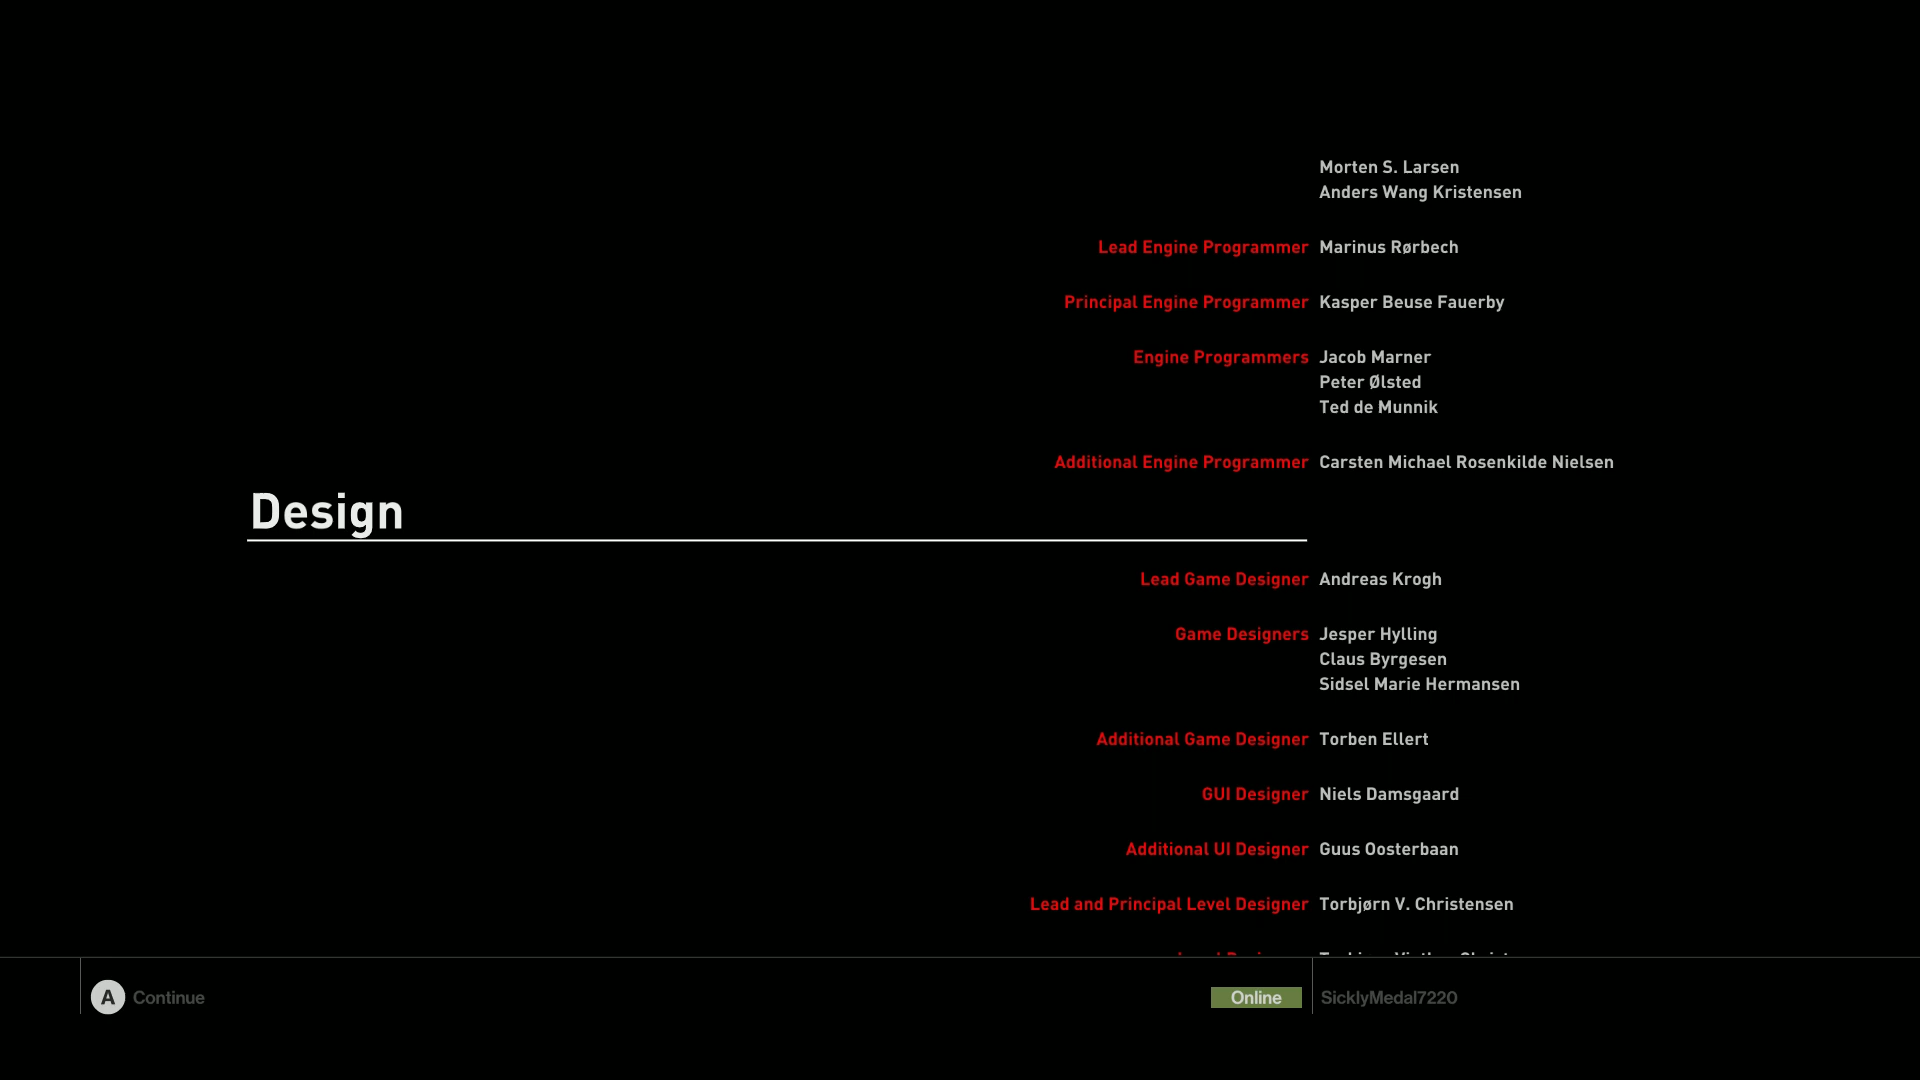 Morten S. Larsen
Anders Wang Kristensen
Lead Engine Programmer Marinus Rørbech
Principal Engine Programmer Kasper Beuse Fauerby
Engine Programmers Jacob Marner
Peter Ølsted
Ted de Munnik
Additional Engine Programmer Carsten Michael Rosenkilde Nielsen
Design
Lead Game Designer Andreas Krogh
Game Designers Jesper Hylling
Claus Byrgesen
Sidsel Marie Hermansen
Additional Game Designer Torben Ellert
GUI Designer Niels Damsgaard
Additional UI Designer Guus Oosterbaan
Lead and Principal Level Designer Torbjørn V. Christensen
A Continue Online SicklyMedal7220